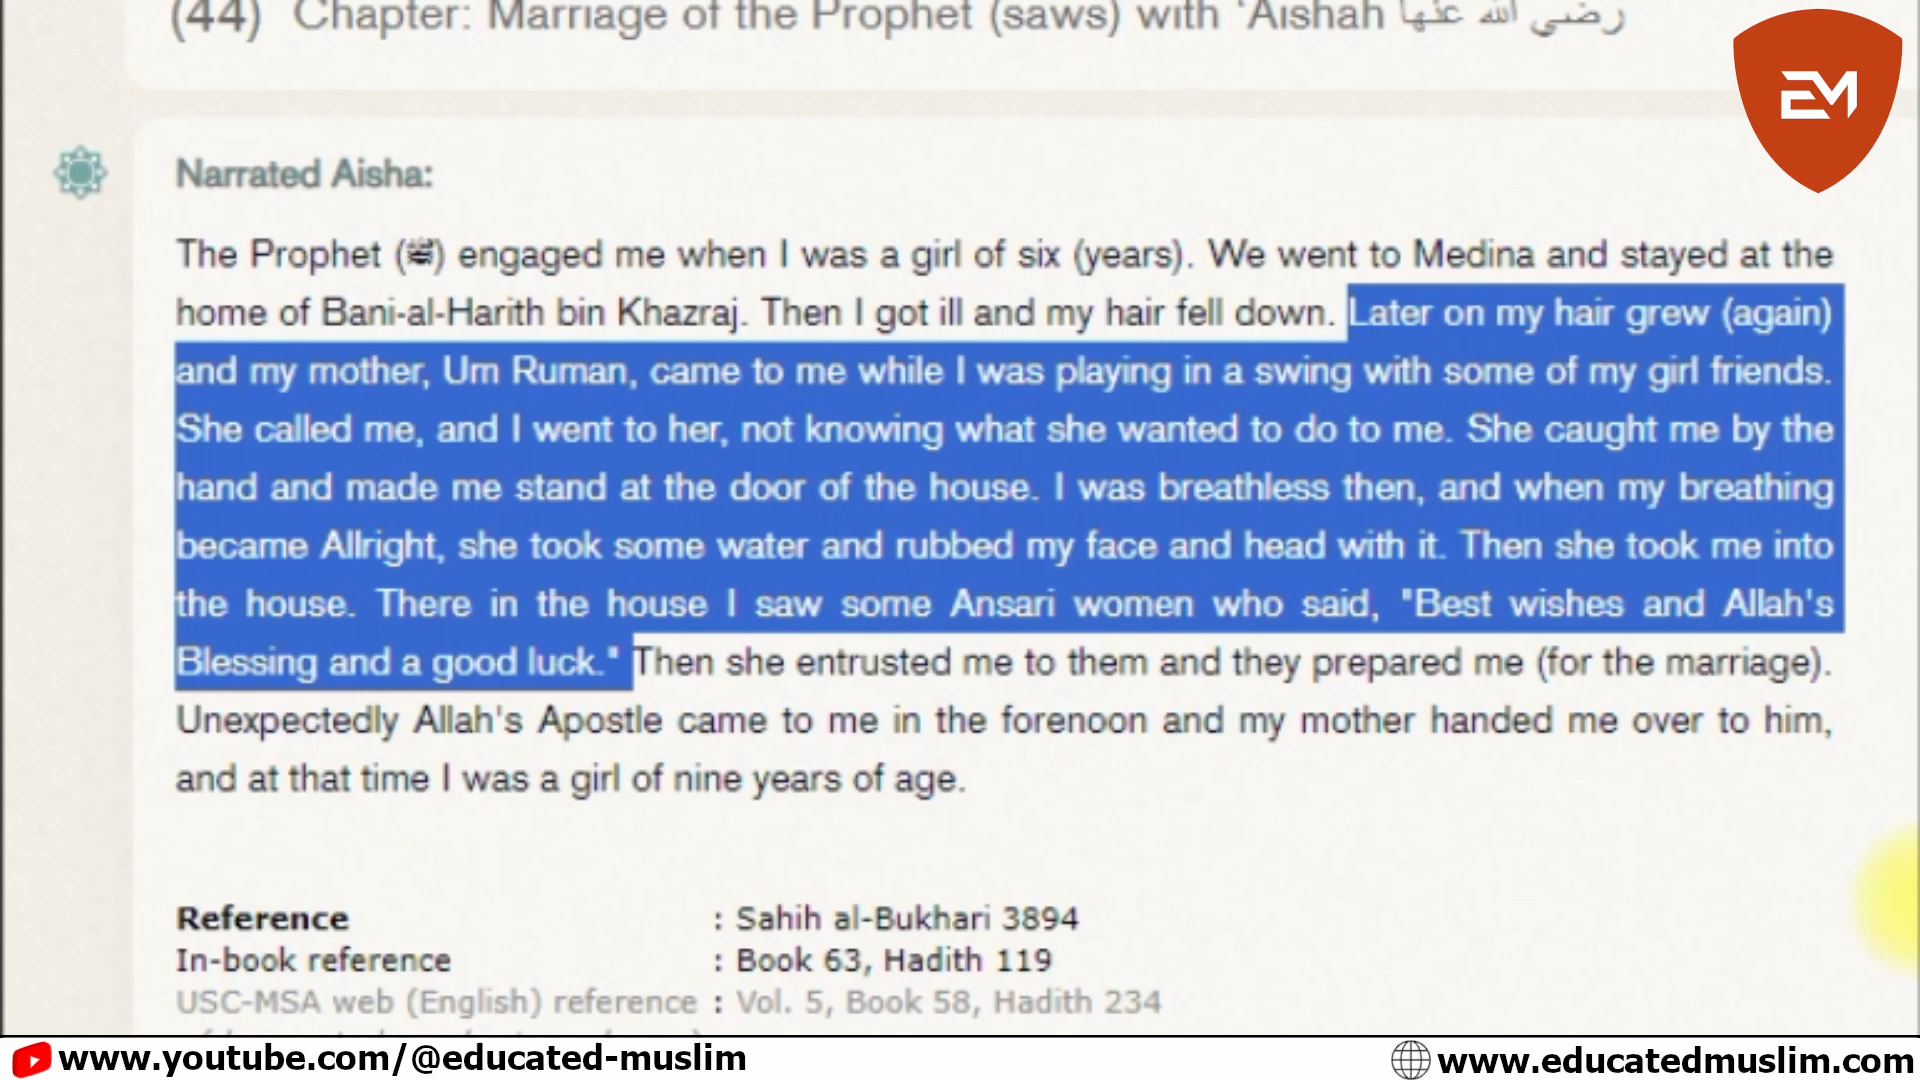 (44) Chapter: Marriage of the Prophet (saws) with 'Aishah رضى الله عنها
EM
Narrated Aisha:
The Prophet (ﷺ) engaged me when I was a girl of six (years). We went to Medina and stayed at the
home of Bani-al-Harith bin Khazraj. Then I got ill and my hair fell down. Later on my hair grew (again)
and my mother, Um Ruman, came to me while I was playing in a swing with some of my girl friends.
She called me, and I went to her, not knowing what she wanted to do to me. She caught me by the
hand and made me stand at the door of the house. I was breathless then, and when my breathing
became Allright, she took some water and rubbed my face and head with it. Then she took me into
the house. There in the house I saw some Ansari women who said, "Best wishes and Allah's
Blessing and a good luck." Then she entrusted me to them and they prepared me (for the marriage).
Unexpectedly Allah's Apostle came to me in the forenoon and my mother handed me over to him,
and at that time I was a girl of nine years of age.
Reference : Sahih al-Bukhari 3894
In-book reference : Book 63, Hadith 119
USC-MSA web (English) reference : Vol. 5, Book 58, Hadith 234
www.youtube.com/@educated-muslim
www.educatedmuslim.com